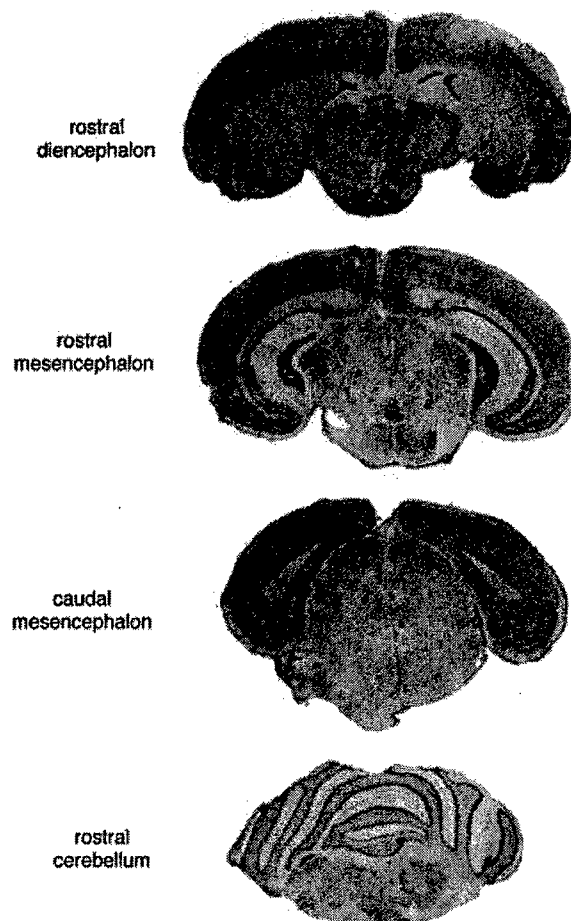 rostral
diencephalon
rostral
mesencephalon
caudal
mesencephalon
rostral
cerebellum